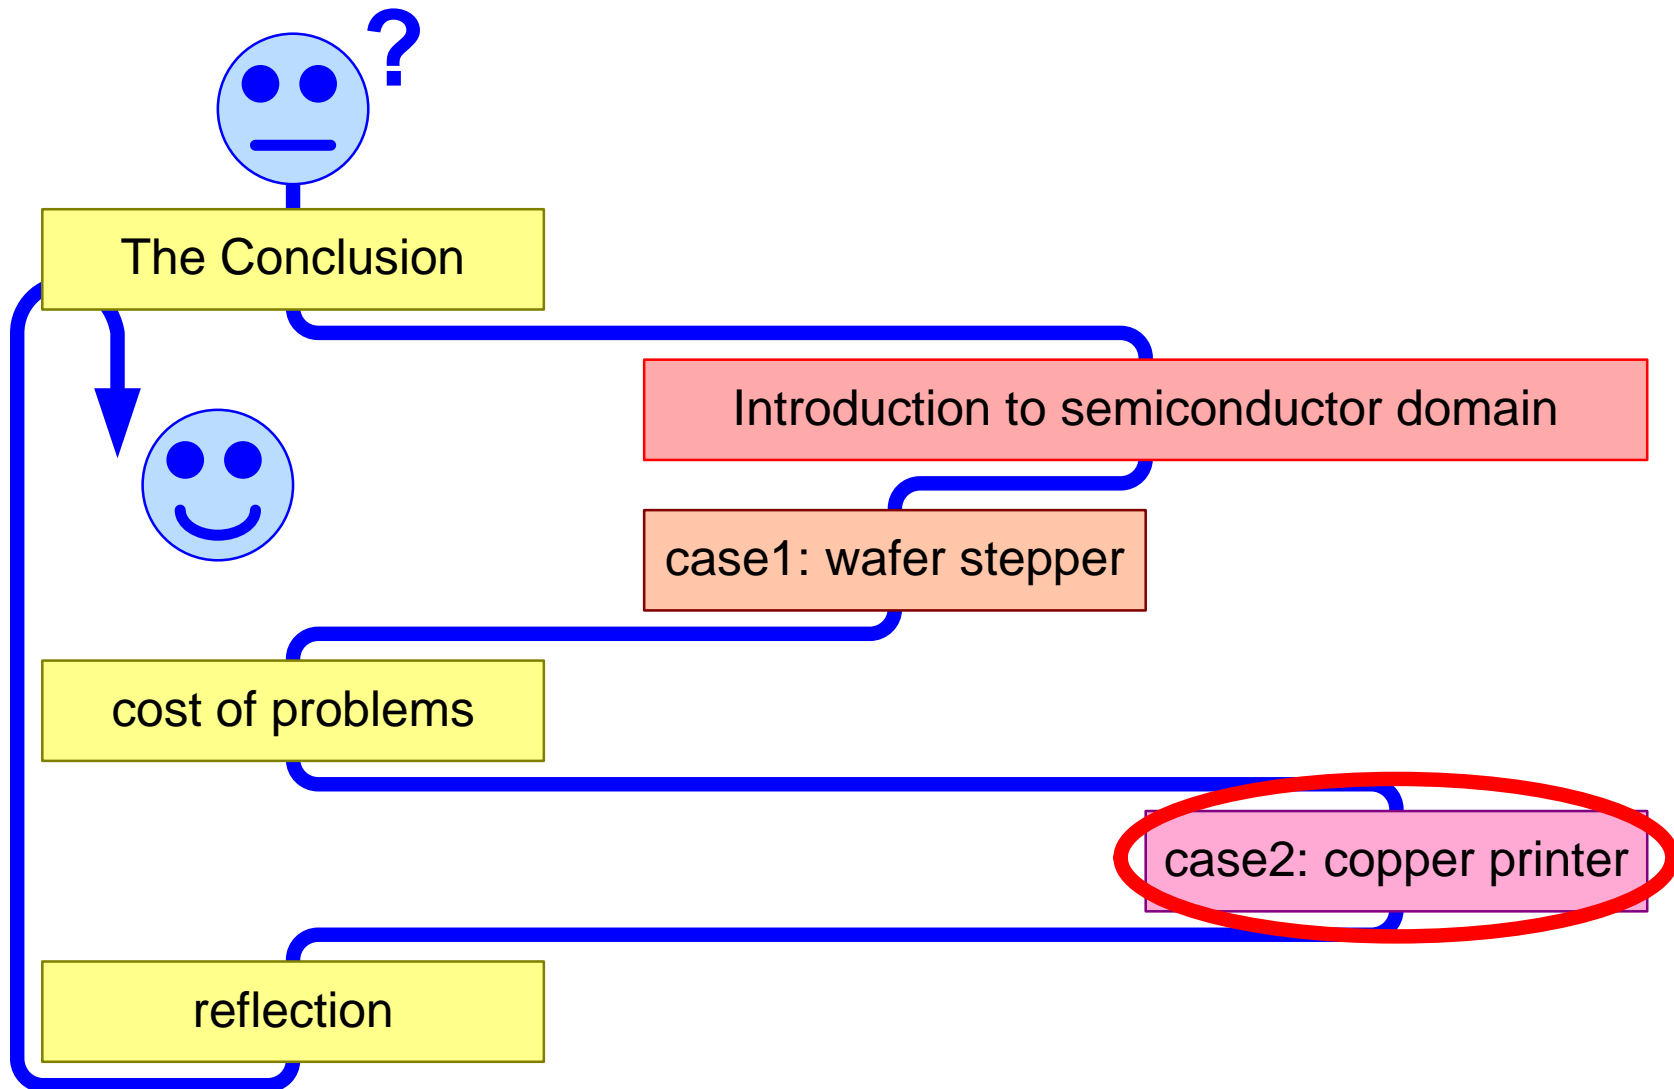 ?
The Conclusion
Introduction to semiconductor domain
case1: wafer stepper
cost of problems
case2: copper printer
reflection